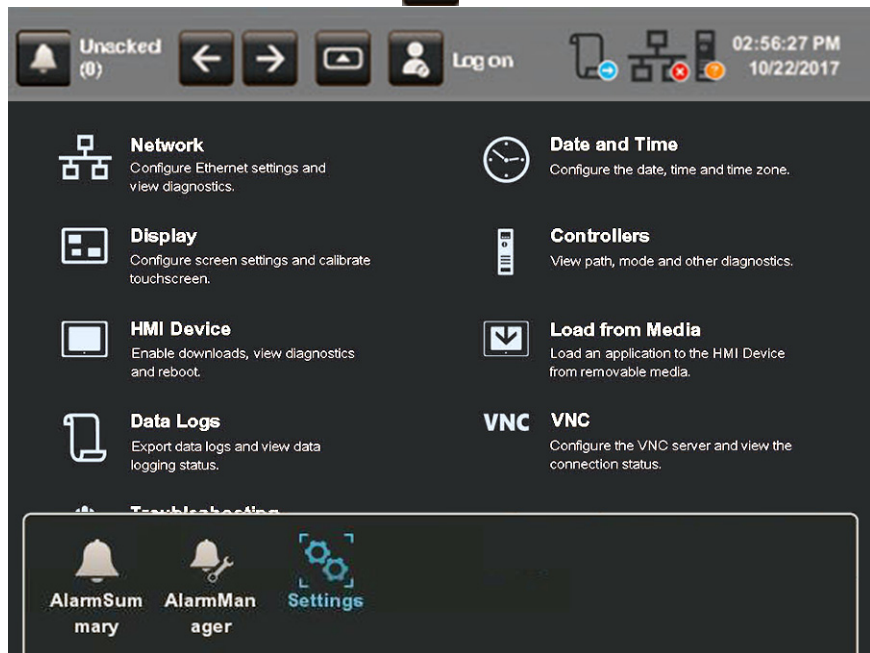 Unacked
(0)
Log on
02:56:27 PM
10/22/2017
Network
Configure Ethernet settings and
view diagnostics.
Date and Time
Configure the date, time and time zone.
Display
Configure screen settings and calibrate
touchscreen.
Controllers
View path, mode and other diagnostics.
HMI Device
Enable downloads, view diagnostics
and reboot.
Load from Media
Load an application to the HMI Device
from removable media.
Data Logs
Export data logs and view data
logging status.
VNC
VNC
Configure the VNC server and view the
connection status.
Troubleshooting
AlarmSum
mary
AlarmMan
ager
Settings